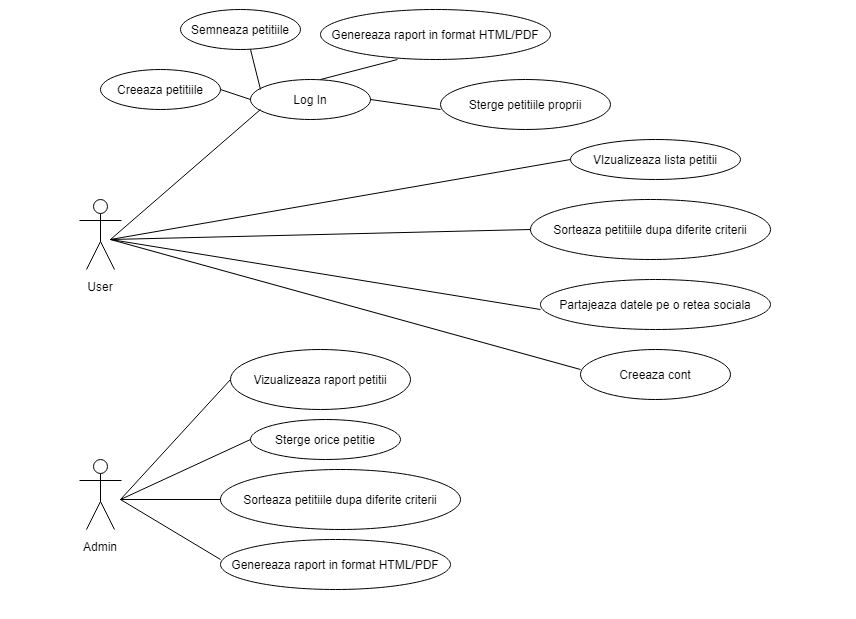 Semneaza petitiile
Genereaza raport in format HTML/PDF
Creeaza petitiile
Log In
Sterge petitiile proprii
VIzualizeaza lista petitii
Sorteaza petitiile dupa diferite criterii
User
Partajeaza datele pe o retea sociala
Creeaza cont
Vizualizeaza raport petitii
Sterge orice petitie
Sorteaza petitiile dupa diferite criterii
Admin
Genereaza raport in format HTML/PDF